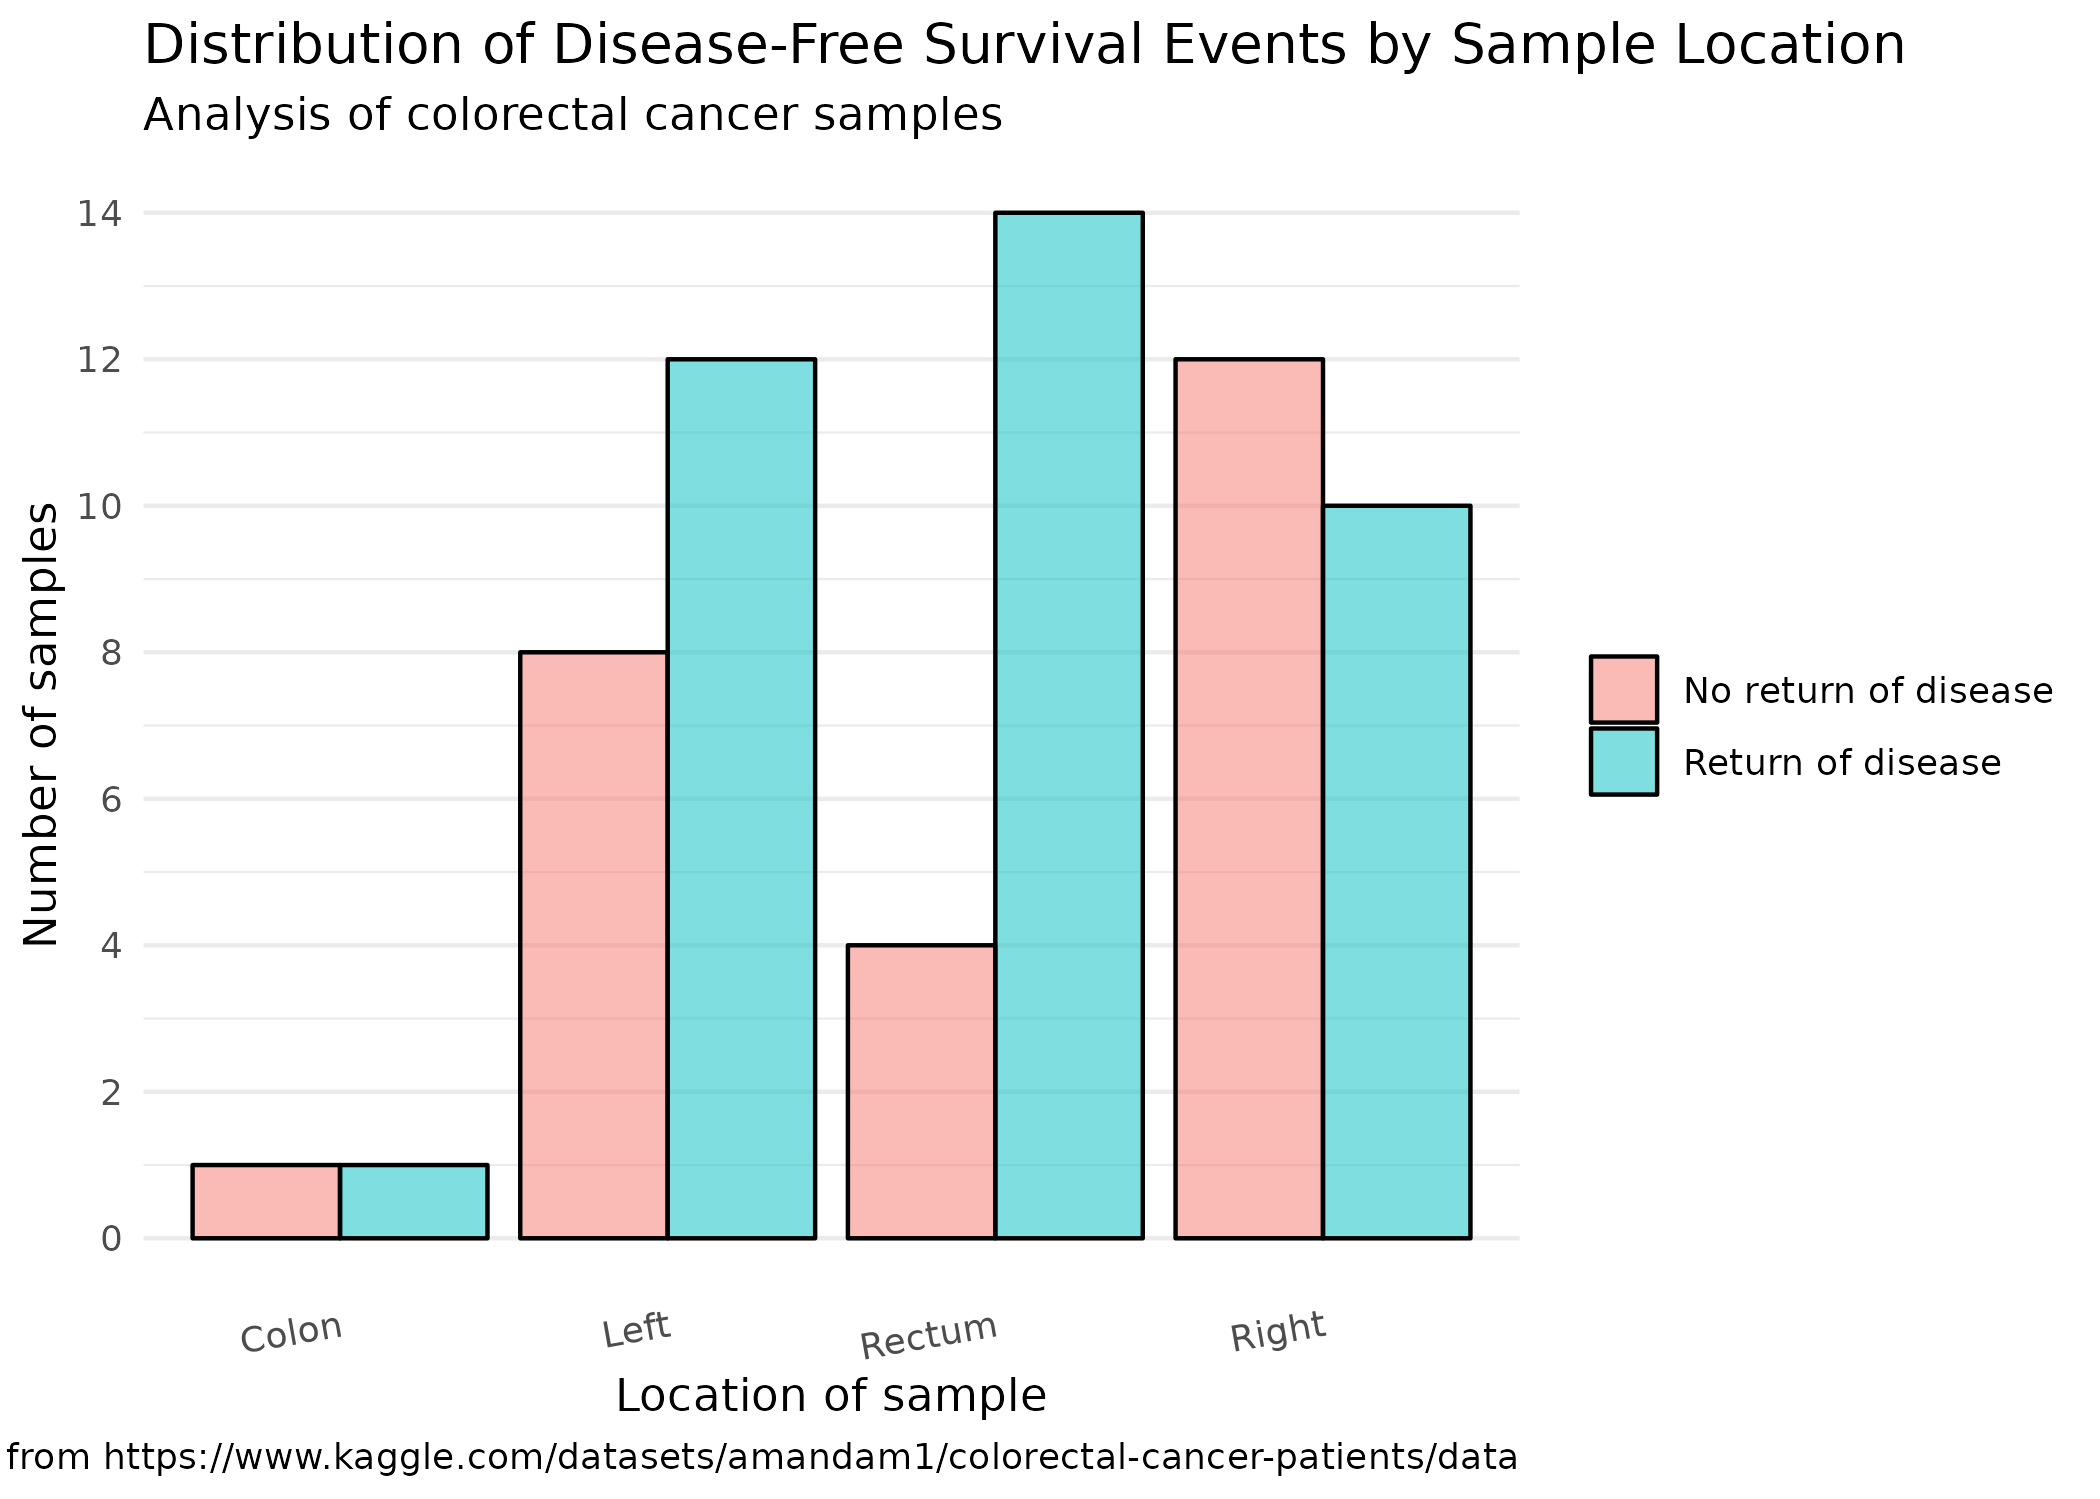 Distribution of Disease-Free Survival Events by Sample Location
Analysis of colorectal cancer samples
Number of samples
14
12
10
8
6
4
2
0
Colon
Left
Rectum
Right
Location of sample
No return of disease
Return of disease
from https://www.kaggle.com/datasets/amandam1/colorectal-cancer-patients/data